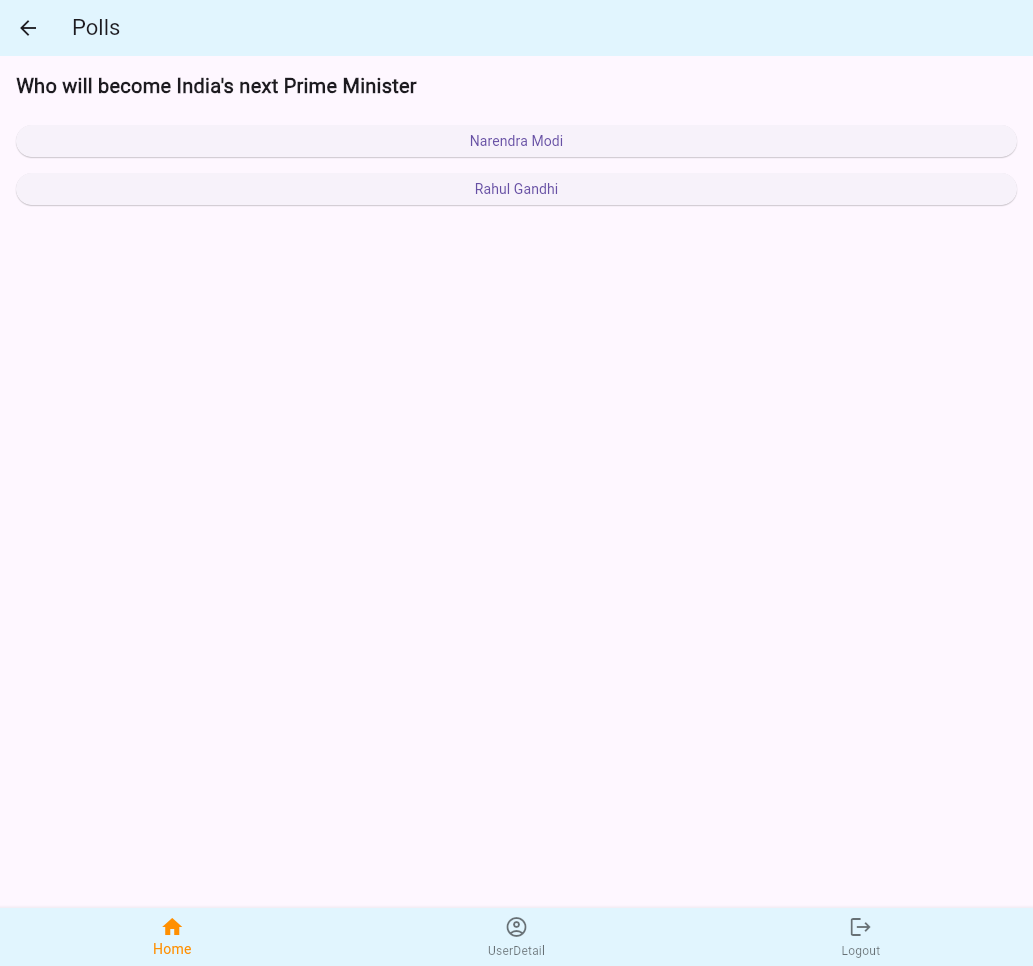 Polls
Who will become India's next Prime Minister
Narendra Modi
Rahul Gandhi
Home
UserDetail
Logout